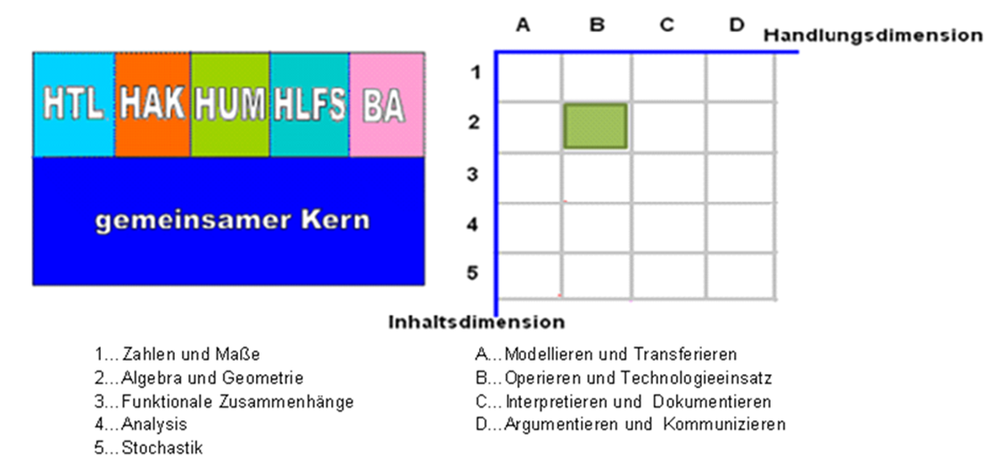 HTL HAK HUM HLFS BA
gemeinsamer Kern
A B C D Handlungsdimension
1
2
3
4
5
Inhaltsdimension
1... Zahlen und Maße
2...Algebra und Geometrie
3...Funktionale Zusammenhänge
4...Analysis
5...Stochastik
A...Modellieren und Transferieren
B...Operieren und Technologieeinsatz
C... Interpretieren und Dokumentieren
D...Argumentieren und Kommunizieren